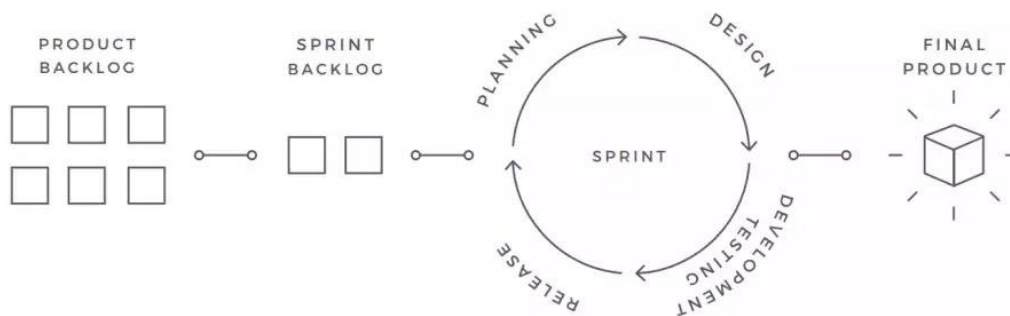 PRODUCT
BACKLOG
SPRINT
BACKLOG
PLANNING
DESIGN
SPRINT
DEVELOPMENT
TESTING
RELEASE
FINAL
PRODUCT